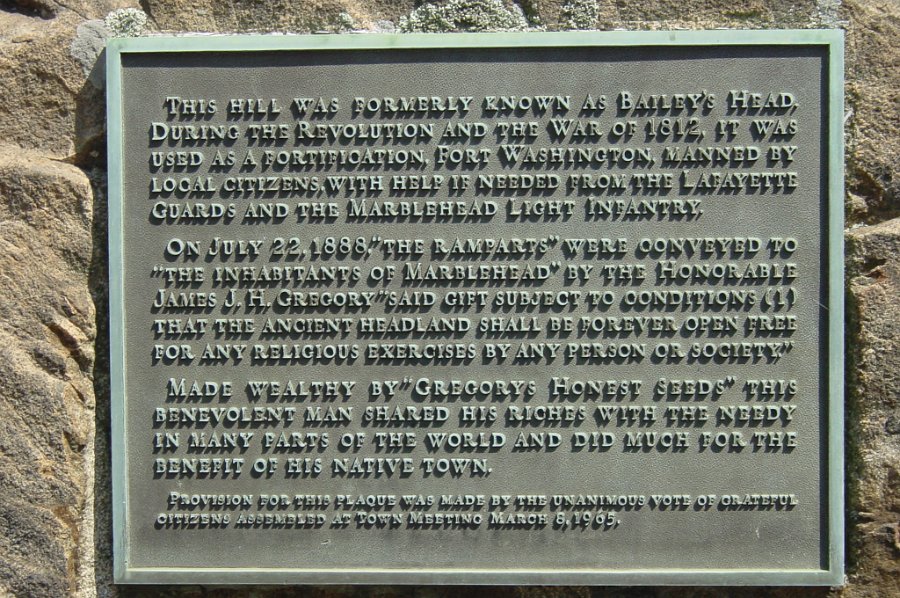 THIS HILL WAS FORMERLY KNOWN AS BAILEY'S HEAD.
DURING THE REVOLUTION AND THE WAR OF 1812, IT WAS
USED AS A FORTIFICATION, FORT WASHINGTON, MANNED BY
LOCAL CITIZENS, WITH HELP IF NEEDED FROM THE LAFAYETTE
GUARDS AND THE MARBLEHEAD LIGHT INFANTRY.
ON JULY 22, 1888, "THE RAMPARTS" WERE CONVEYED TO
"THE INHABITANTS OF MARBLEHEAD" BY THE HONORABLE
JAMES J. H. GREGORY "SAID GIFT SUBJECT TO CONDITIONS (1)
THAT THE ANCIENT HEADLAND SHALL BE FOREVER OPEN FREE
FOR ANY RELIGIOUS EXERCISES BY ANY PERSON OR SOCIETY."
MADE WEALTHY BY "GREGORYS HONEST SEEDS" THIS
BENEVOLENT MAN SHARED HIS RICHES WITH THE NEEDY
IN MANY PARTS OF THE WORLD AND DID MUCH FOR THE
BENEFIT OF HIS NATIVE TOWN.
PROVISION FOR THIS PLAQUE WAS MADE BY THE UNANIMOUS VOTE OF GRATEFUL
CITIZENS ASSEMBLED AT TOWN MEETING MARCH 8, 1965.